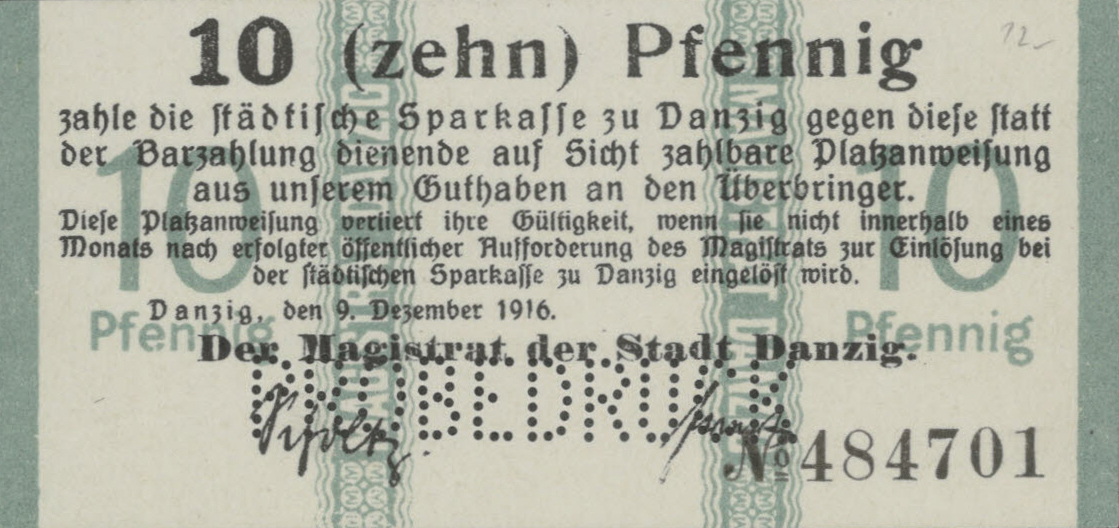 10 (zehn) Pfennig
12-
zahle die städtische Sparkasse zu Danzig gegen diese statt
der Barzahlung dienende auf Sicht zahlbare Platzanweisung
aus unserem Guthaben an den Überbringer.
Diese Platzanweisung verliert ihre Gültigkeit, wenn sie nicht innerhalb eines
Monats nach erfolgter öffentlicher Aufforderung des Magistrats zur Einlösung bei
der städtischen Sparkasse zu Danzig eingelöst wird.
10 10
Danzig, den 9. Dezember 1916.
Pfennig Pfennig
Der Magistrat der Stadt Danzig.
DRUCK
№ 484701